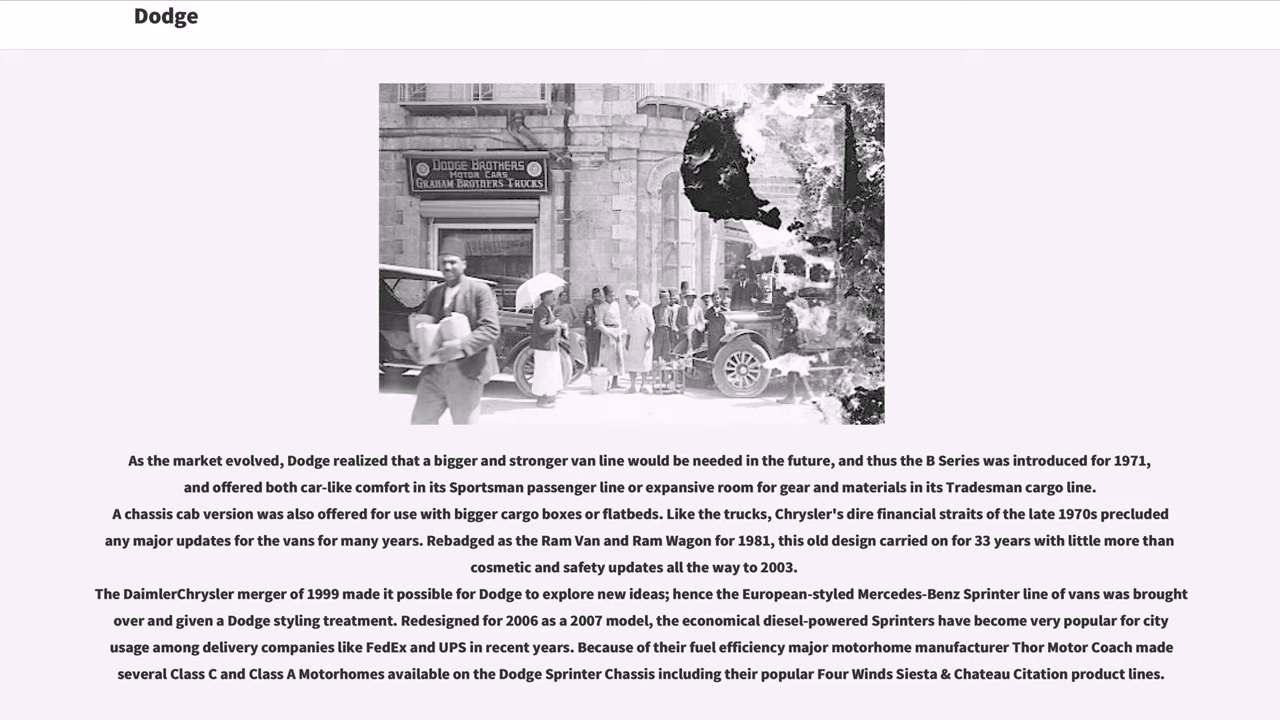 Dodge
DODGE BROTHERS
MOTOR CARS
GRAHAM BROTHERS TRUCKS
As the market evolved, Dodge realized that a bigger and stronger van line would be needed in the future, and thus the B Series was introduced for 1971,
and offered both car-like comfort in its Sportsman passenger line or expansive room for gear and materials in its Tradesman cargo line.
A chassis cab version was also offered for use with bigger cargo boxes or flatbeds. Like the trucks, Chrysler's dire financial straits of the late 1970s precluded
any major updates for the vans for many years. Rebadged as the Ram Van and Ram Wagon for 1981, this old design carried on for 33 years with little more than
cosmetic and safety updates all the way to 2003.
The DaimlerChrysler merger of 1999 made it possible for Dodge to explore new ideas; hence the European-styled Mercedes-Benz Sprinter line of vans was brought
over and given a Dodge styling treatment. Redesigned for 2006 as a 2007 model, the economical diesel-powered Sprinters have become very popular for city
usage among delivery companies like FedEx and UPS in recent years. Because of their fuel efficiency major motorhome manufacturer Thor Motor Coach made
several Class C and Class A Motorhomes available on the Dodge Sprinter Chassis including their popular Four Winds Siesta & Chateau Citation product lines.